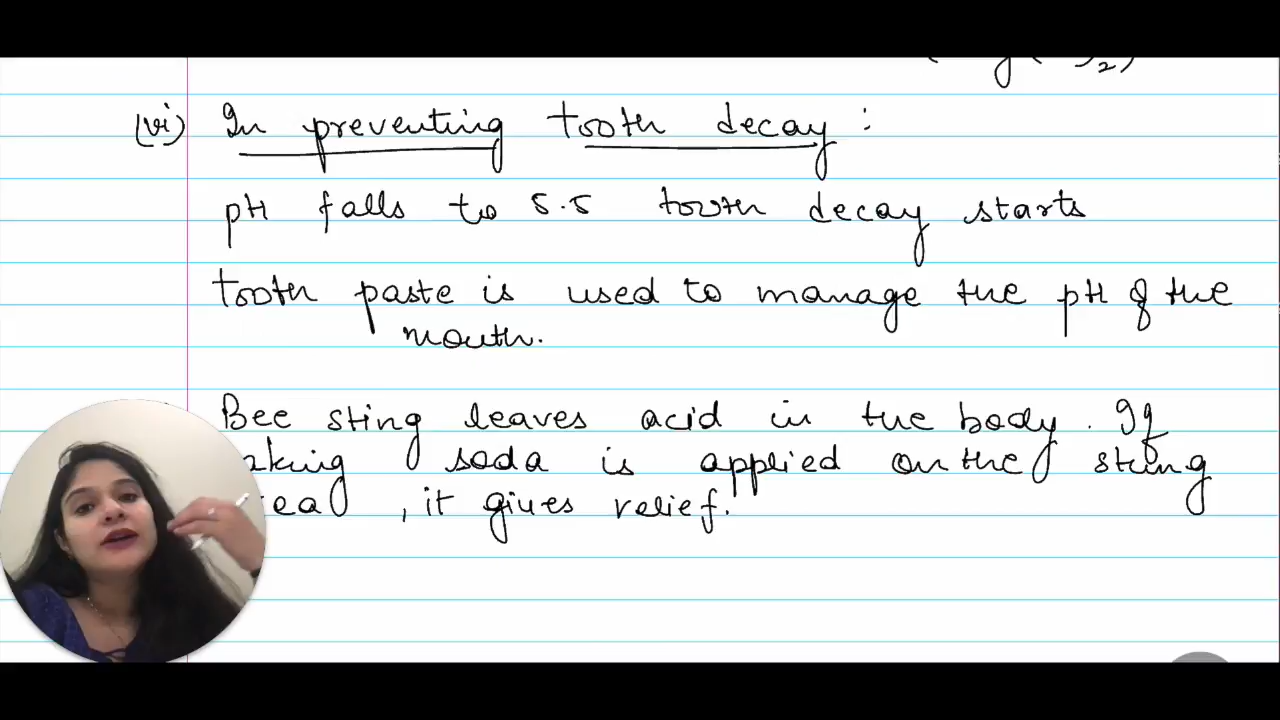 (vi) In preventing tooth decay :
pH falls to 5.5 tooth decay starts
tooth paste is used to manage the pH of the
mouth.
Bee sting leaves acid in the body. If
aking soda is applied on the sting
rea , it gives relief.